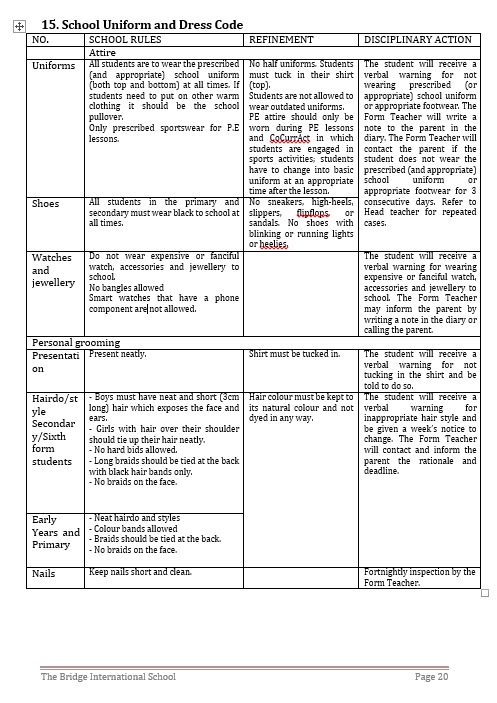 15. School Uniform and Dress Code
NO.
SCHOOL RULES
REFINEMENT
DISCIPLINARY ACTION
Attire
Uniforms
All students are to wear the prescribed
(and appropriate) school uniform
(both top and bottom) at all times. If
students need to put on other warm
clothing it should be the school
pullover.
Only prescribed sportswear for P.E
lessons.
No half uniforms. Students
must tuck in their shirt
(top).
Students are not allowed to
wear outdated uniforms.
PE attire should only be
worn during PE lessons
and CoCurrAct in which
students are engaged in
sports activities; students
have to change into basic
uniform at an appropriate
time after the lesson.
The student will receive a
verbal warning for not
wearing prescribed (or
appropriate) school uniform
or appropriate footwear. The
Form Teacher will write a
note to the parent in the
diary. The Form Teacher will
contact the parent if the
student does not wear the
prescribed (and appropriate)
school uniform or
appropriate footwear for 3
consecutive days. Refer to
Head teacher for repeated
cases.
Shoes
All students in the primary and
secondary must wear black to school at
all times.
No sneakers, high-heels,
slippers, flipflops or
sandals. No shoes with
blinking or running lights
or heelies.
Watches
and
jewellery
Do not wear expensive or fanciful
watch, accessories and jewellery to
school.
No bangles allowed
Smart watches that have a phone
component are not allowed.
The student will receive a
verbal warning for wearing
expensive or fanciful watch,
accessories and jewellery to
school. The Form Teacher
may inform the parent by
writing a note in the diary or
calling the parent.
Personal grooming
Presentati
on
Present neatly.
Shirt must be tucked in.
The student will receive a
verbal warning for not
tucking in the shirt and be
told to do so.
Hairdo/st
yle
Secondar
y/Sixth
form
students
- Boys must have neat and short (3cm
long) hair which exposes the face and
ears.
- Girls with hair over their shoulder
should tie up their hair neatly.
- No hard bids allowed.
- Long braids should be tied at the back
with black hair bands only.
- No braids on the face.
Hair colour must be kept to
its natural colour and not
dyed in any way.
The student will receive a
verbal warning for
inappropriate hair style and
be given a week's notice to
change. The Form Teacher
will contact and inform the
parent the rationale and
deadline.
Early
Years and
Primary
- Neat hairdo and styles
- Colour bands allowed
- Braids should be tied at the back.
- No braids on the face.
Nails
Keep nails short and clean.
Fortnightly inspection by the
Form Teacher.
The Bridge International School
Page 20